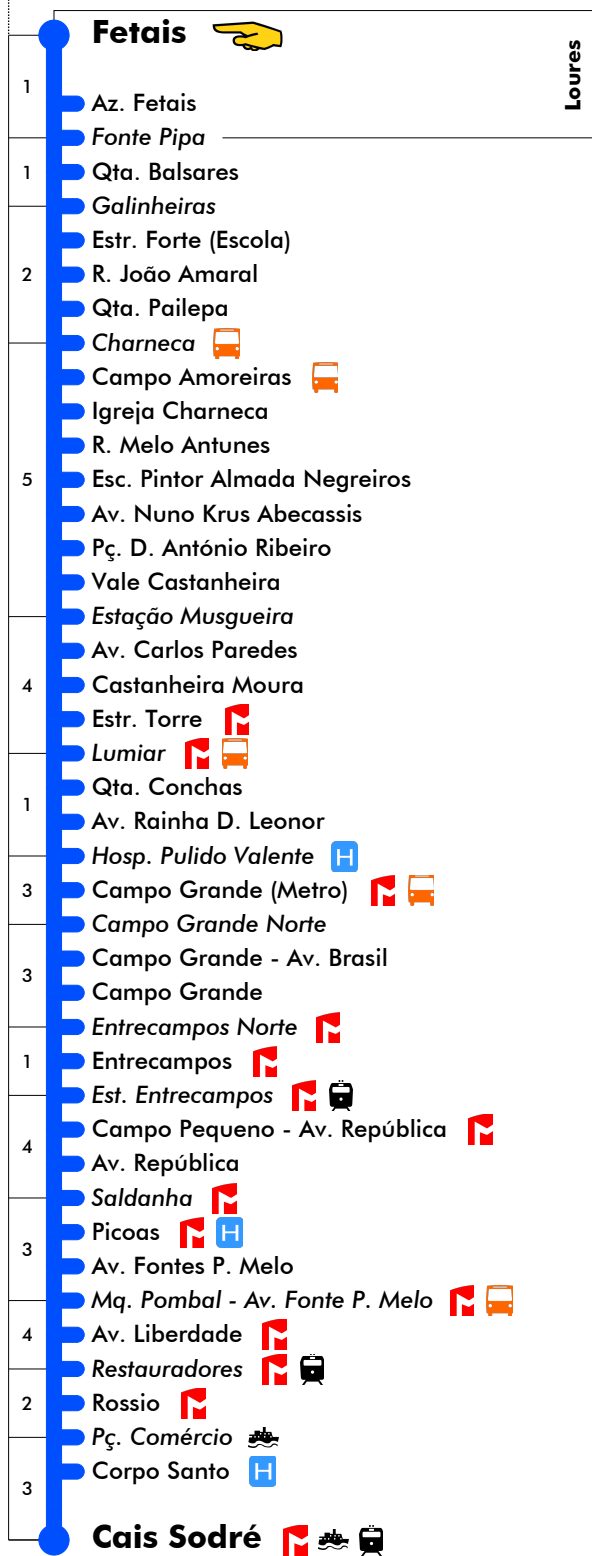 Fetais
Loures
1
Az. Fetais
Fonte Pipa
1
Qta. Balsares
Galinheiras
Estr. Forte (Escola)
2
R. João Amaral
Qta. Pailepa
Charneca
Campo Amoreiras
Igreja Charneca
R. Melo Antunes
5
Esc. Pintor Almada Negreiros
Av. Nuno Krus Abecassis
Pç. D. António Ribeiro
Vale Castanheira
Estação Musgueira
Av. Carlos Paredes
4
Castanheira Moura
Estr. Torre
Lumiar
Qta. Conchas
1
Av. Rainha D. Leonor
Hosp. Pulido Valente H
3
Campo Grande (Metro)
Campo Grande Norte
Campo Grande - Av. Brasil
3
Campo Grande
Entrecampos Norte
1
Entrecampos
Est. Entrecampos
Campo Pequeno - Av. República
4
Av. República
Saldanha
Picoas H
3
Av. Fontes P. Melo
Mq. Pombal - Av. Fonte P. Melo
4
Av. Liberdade
Restauradores
2
Rossio
Pç. Comércio
Corpo Santo H
3
Cais Sodré